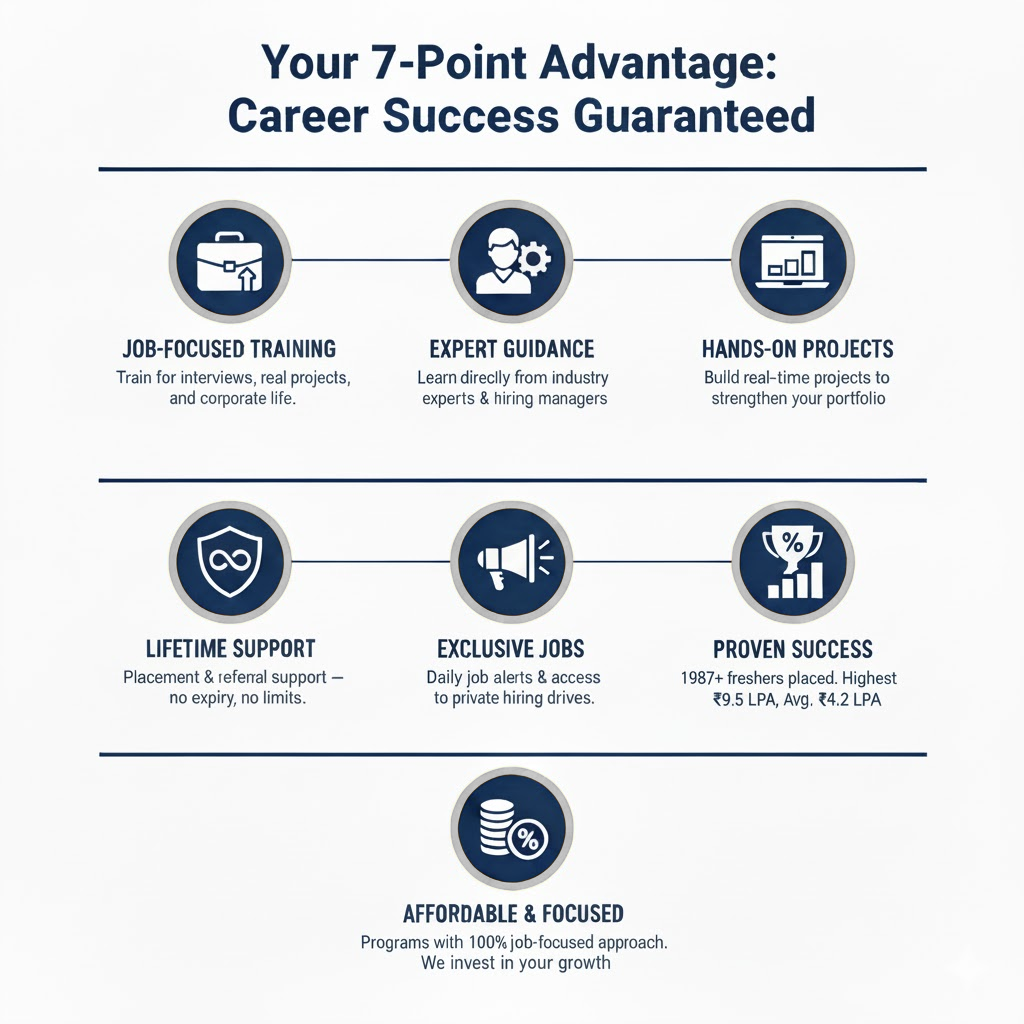 Your 7-Point Advantage:
Career Success Guaranteed
JOB-FOCUSED TRAINING
Train for interviews, real projects,
and corporate life.
EXPERT GUIDANCE
Learn directly from industry
experts & hiring managers
HANDS-ON PROJECTS
Build real-time projects to
strengthen your portfolio
LIFETIME SUPPORT
Placement & referral support —
no expiry, no limits.
EXCLUSIVE JOBS
Daily job alerts & access
to private hiring drives.
%
PROVEN SUCCESS
1987+ freshers placed. Highest
₹9.5 LPA, Avg. ₹4.2 LPA
%
AFFORDABLE & FOCUSED
Programs with 100% job-focused approach.
We invest in your growth